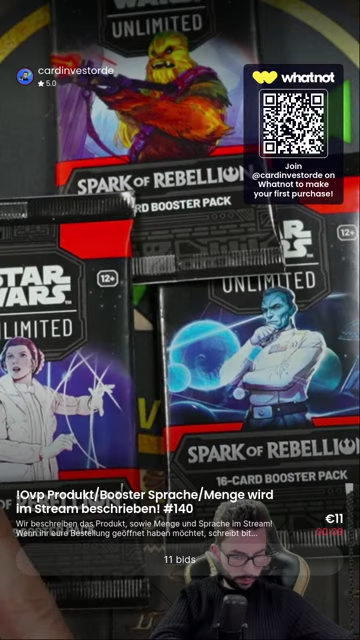 WARS
UNLIMITED
cardinvestorde
★ 5.0
whatnot
Join
@cardinvestorde on
Whatnot to make
your first purchase!
SPARK OF REBELLION
RD BOOSTER PACK
12+
STAR
WARS
UNLIMITED
12+
RS
UNLIMITED
SPARK OF REBELLION
16-CARD BOOSTER PACK
!Ovp Produkt/Booster Sprache/Menge wird
im Stream beschrieben! #140
€11
Wir beschreiben das Produkt, sowie Menge und Sprache im Stream!
Wenn ihr eure Bestellung geöffnet haben möchtet, schreibt bit...
11 bids